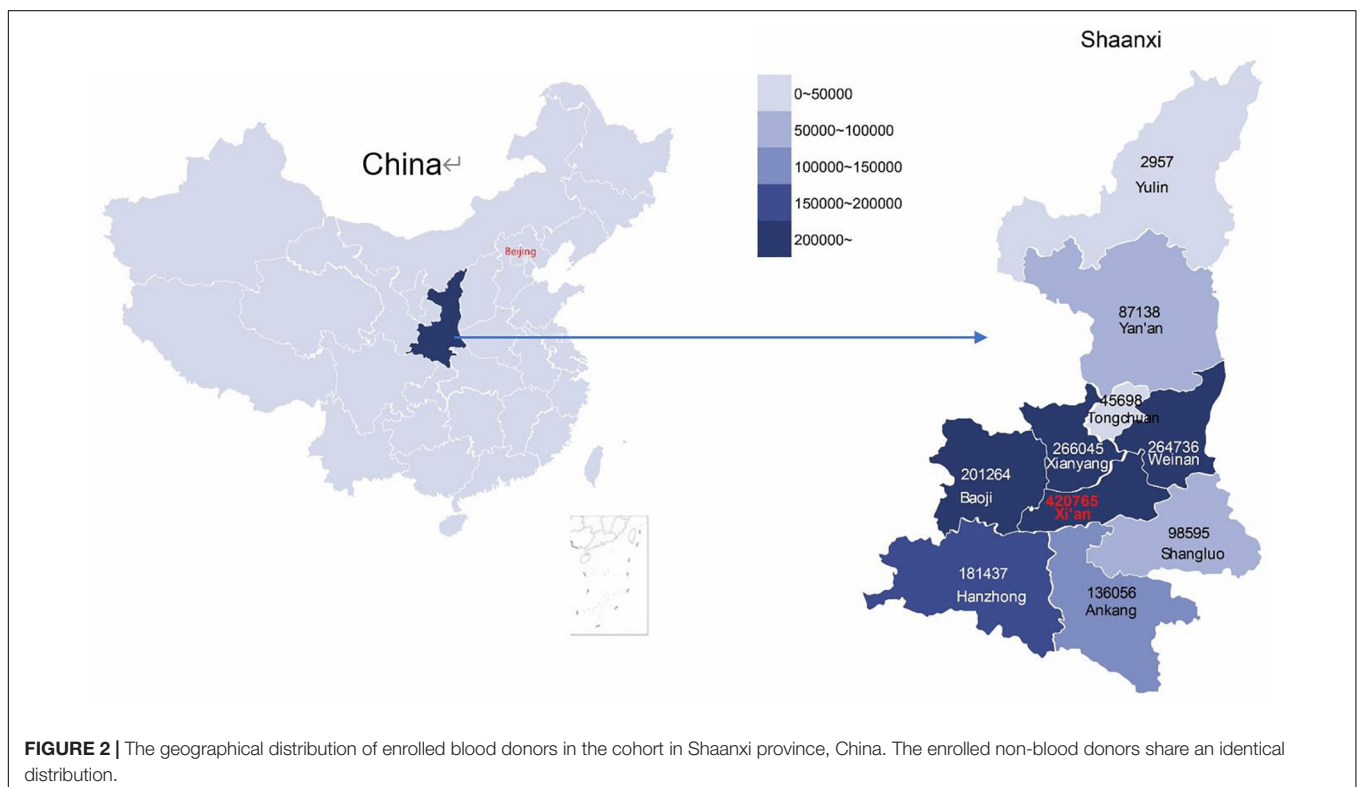 Shaanxi
0~50000
50000~100000
100000~150000
150000~200000
200000~
China↵
Beijing
2957
Yulin
87138
Yan'an
45698
Tongchuan
266045
Xianyang
264736
Weinan
201264
Baoji
420765
Xi'an
98595
Shangluo
181437
Hanzhong
136056
Ankang
FIGURE 2 | The geographical distribution of enrolled blood donors in the cohort in Shaanxi province, China. The enrolled non-blood donors share an identical
distribution.